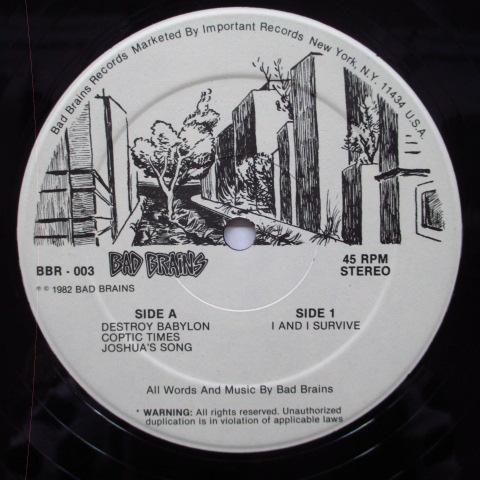 Bad Brains Records Marketed By Important Records New York, N.Y. 11434 U.S.A.
BBR - 003 BAD BRAINS 45 RPM
STEREO
℗ © 1982 BAD BRAINS
SIDE A
DESTROY BABYLON
COPTIC TIMES
JOSHUA'S SONG
SIDE 1
I AND I SURVIVE
All Words And Music By Bad Brains
* WARNING: All rights reserved. Unauthorized
duplication is in violation of applicable laws